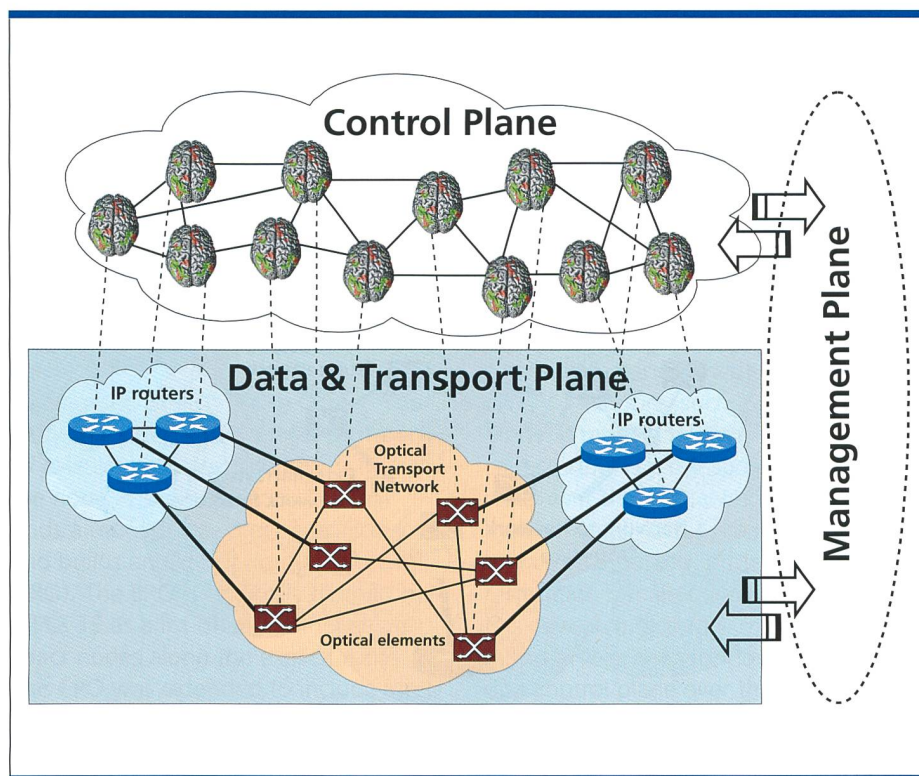 Control Plane
Data & Transport Plane
IP routers
IP routers
Optical
Transport
Network
Optical elements
Management Plane